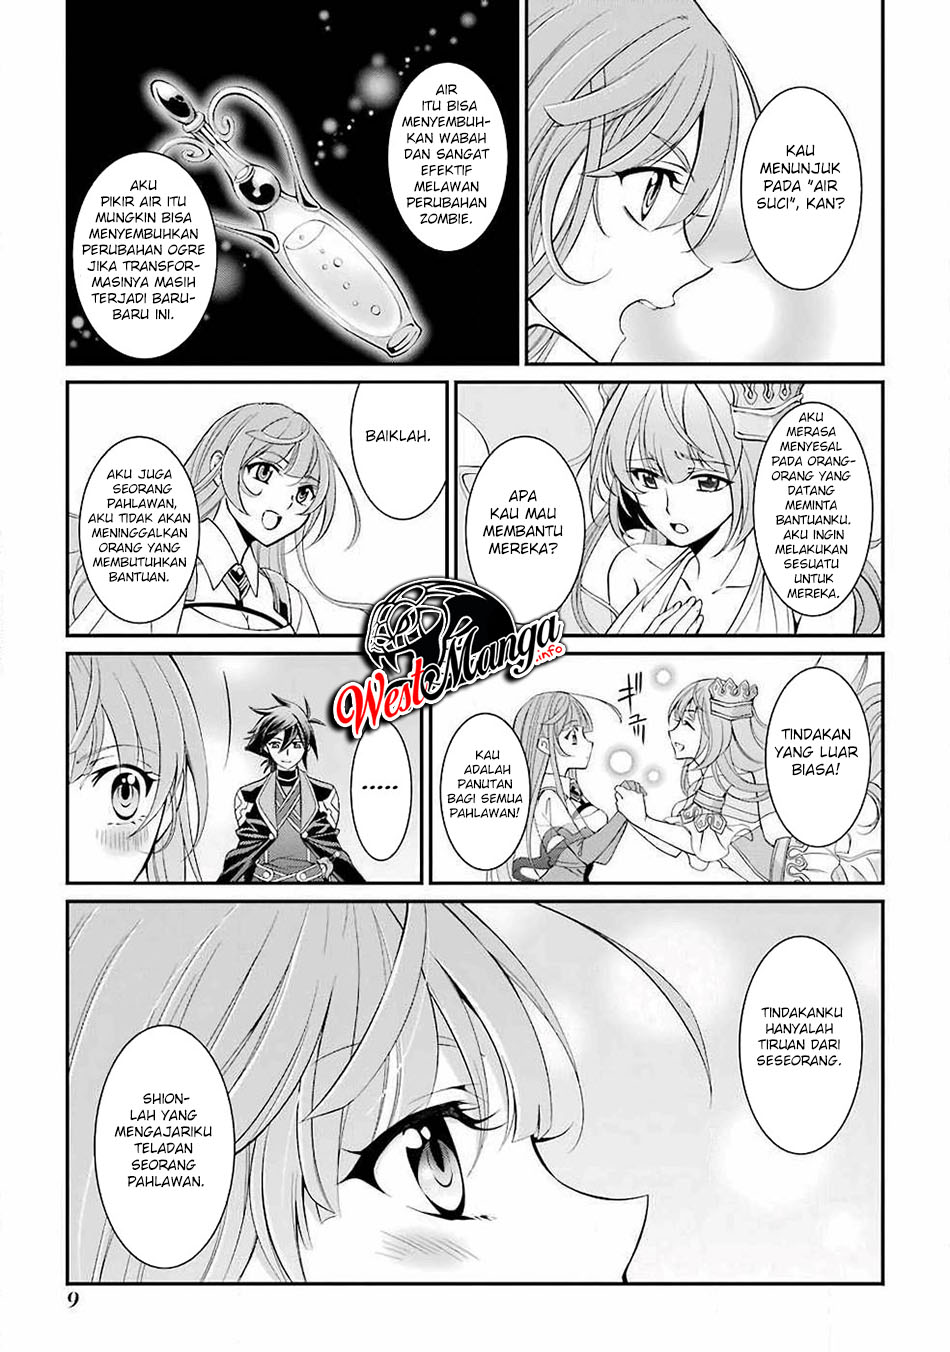 KAU
MENUNJUK
PADA "AIR
SUCI", KAN?
AIR
ITU BISA
MENYEMBUH-
KAN WABAH
DAN SANGAT
EFEKTIF
MELAWAN
PERUBAHAN
ZOMBIE.
AKU
PIKIR AIR ITU
MUNGKIN BISA
MENYEMBUHKAN
PERUBAHAN OGRE
JIKA TRANSFOR-
MASINYA MASIH
TERJADI BARU-
BARU INI.
AKU
MERASA
MENYESAL
PADA ORANG-
ORANG YANG
DATANG
MEMINTA
BANTUANKU.
AKU INGIN
MELAKUKAN
SESUATU
UNTUK
MEREKA.
APA
KAU MAU
MEMBANTU
MEREKA?
BAIKLAH.
AKU JUGA
SEORANG
PAHLAWAN,
AKU TIDAK AKAN
MENINGGALKAN
ORANG YANG
MEMBUTUHKAN
BANTUAN.
WestManga
.info
TINDAKAN
YANG LUAR
BIASA!
ギュ
KAU
ADALAH
PANUTAN
BAGI SEMUA
PAHLAWAN!
......
TINDAKANKU
HANYALAH
TIRUAN DARI
SESEORANG.
SHION-
LAH YANG
MENGAJARIKU
TELADAN
SEORANG
PAHLAWAN.
9